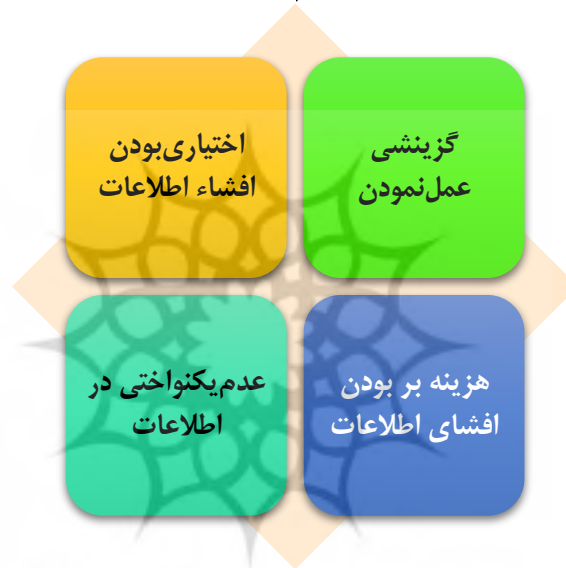 گزینشی
عمل‌نمودن
اختیاری‌بودن
افشاء اطلاعات
هزینه بر بودن
افشای اطلاعات
عدم‌یکنواختی در
اطلاعات